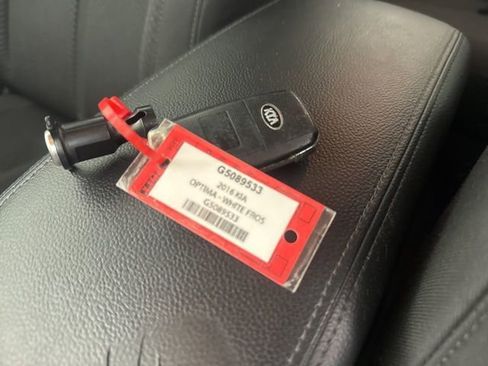 KIA
G5089533
2016 KIA
OPTIMA - WHITE FROS
G5089533